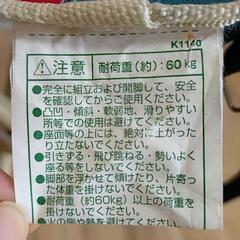 K1140
⚠注意 耐荷重(約):60kg
●完全に組立および開脚して、安全
を確認してからご使用ください。
●凸凹・傾斜・軟弱地、滑りやすい
所等での使用は避けてください。
●座面等の上には、絶対に上がった
り立たないでください。
●引きずる・飛び跳ねる・勢いよく
座る等をしないでください。
●脚部を浮かせて傾けたり、片寄っ
た体重を掛けないでください。
●耐荷重(約60kg)以上の荷重を
掛けないでください。